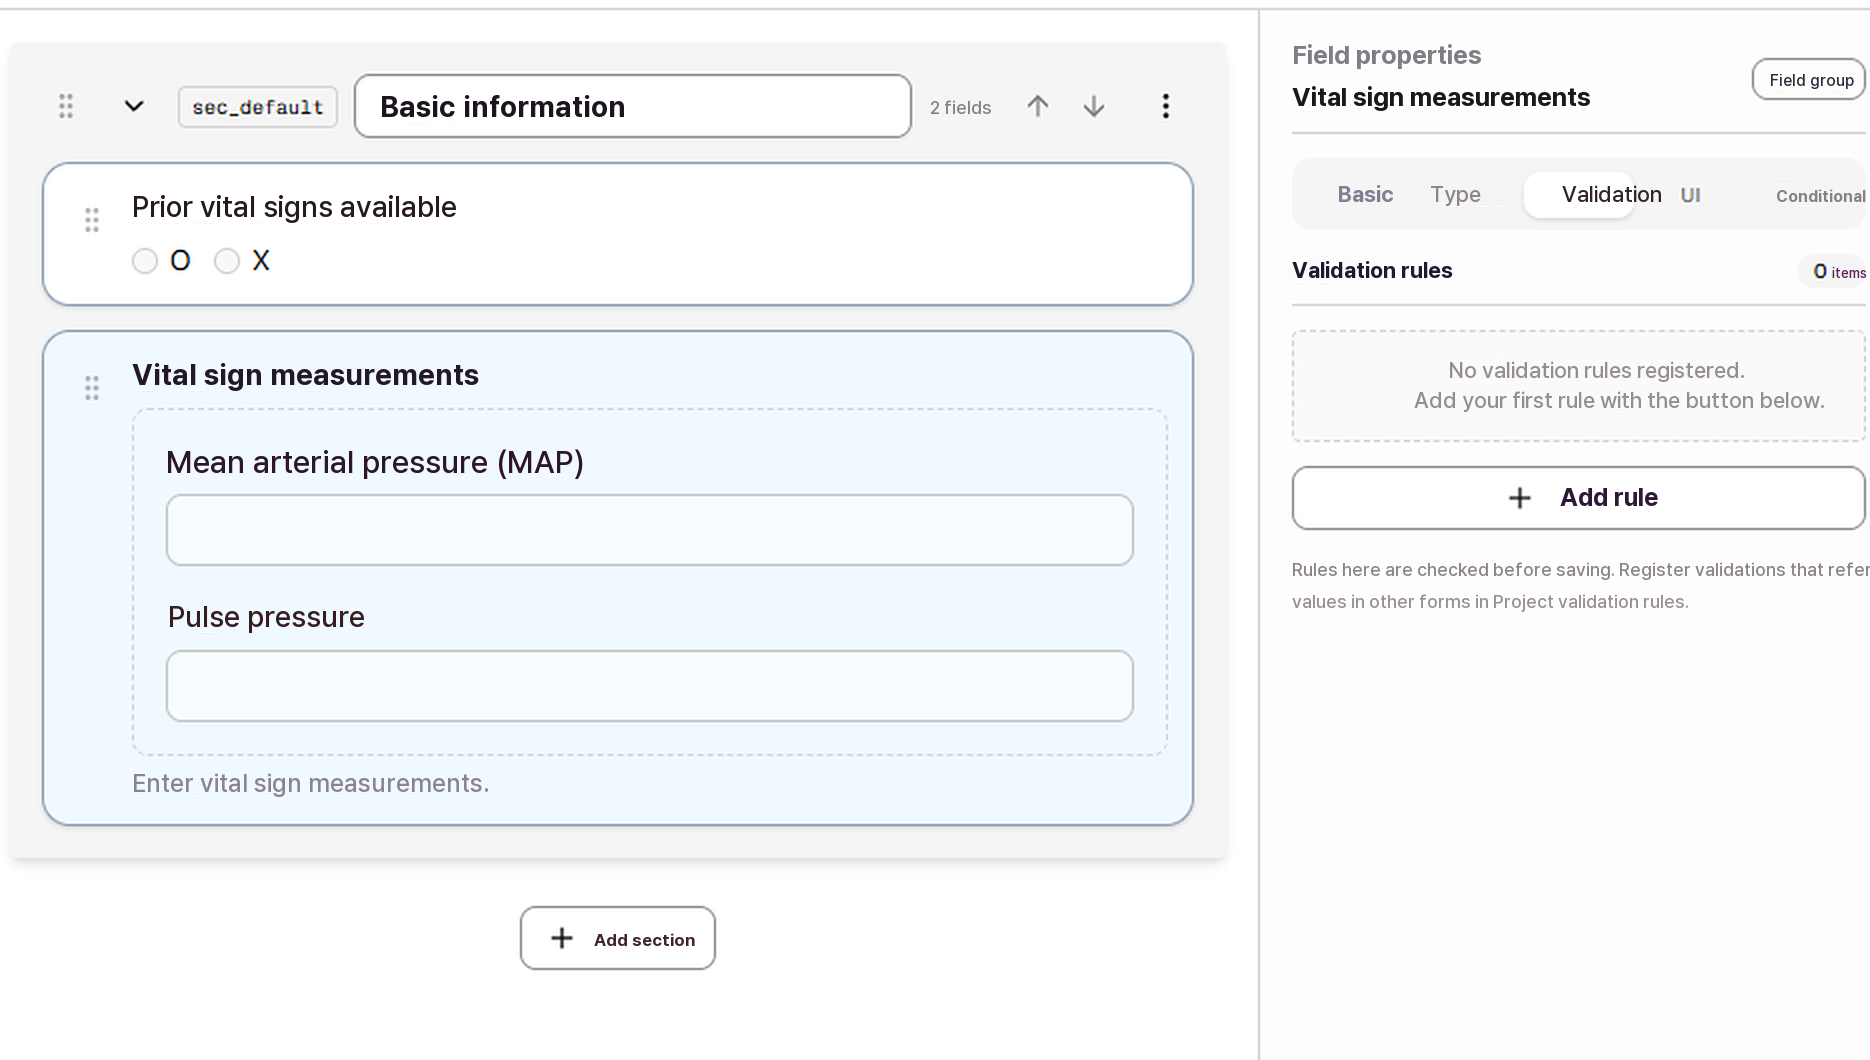 sec_default
Basic information
2 fields
Prior vital signs available
O X
Vital sign measurements
Mean arterial pressure (MAP)
Pulse pressure
Enter vital sign measurements.
Add section
Field properties
Vital sign measurements
Field group
Basic Type Validation UI Conditional
Validation rules
0 items
No validation rules registered.
Add your first rule with the button below.
Add rule
Rules here are checked before saving. Register validations that refer
values in other forms in Project validation rules.